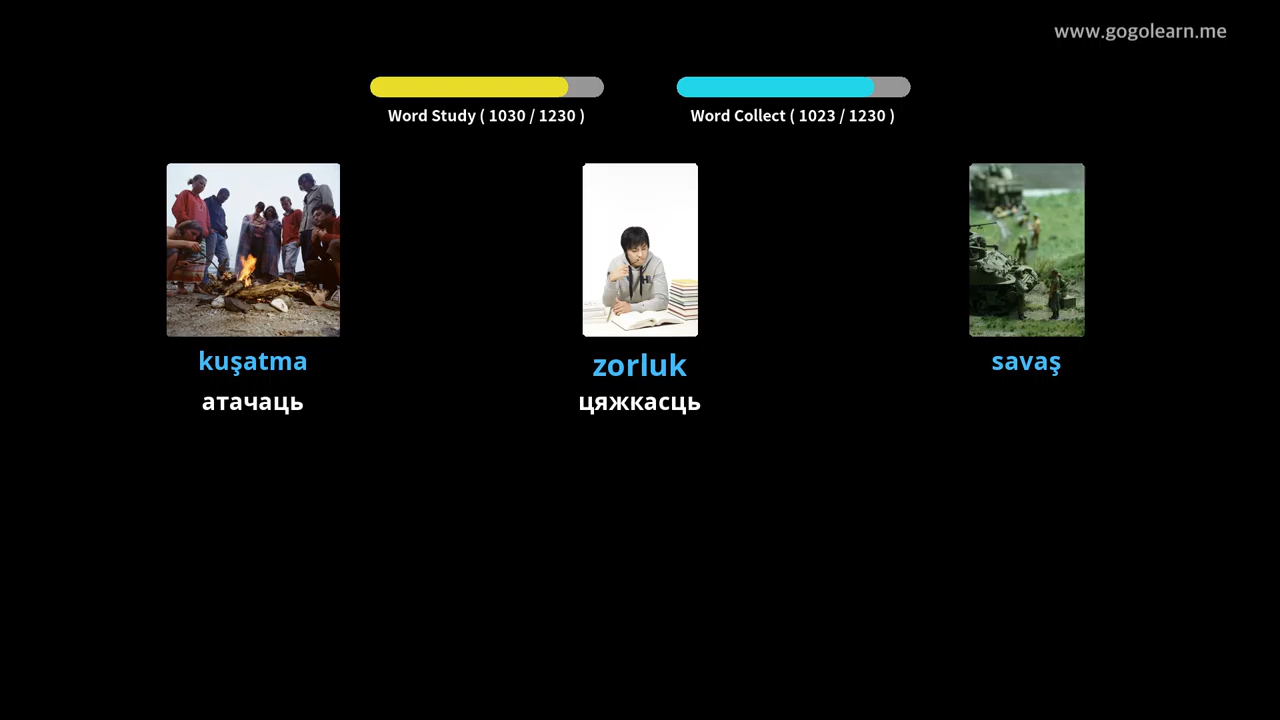 www.gogolearn.me
Word Study ( 1030 / 1230 )
Word Collect ( 1023 / 1230 )
kuşatma
zorluk
savaş
атачаць
цяжкасць